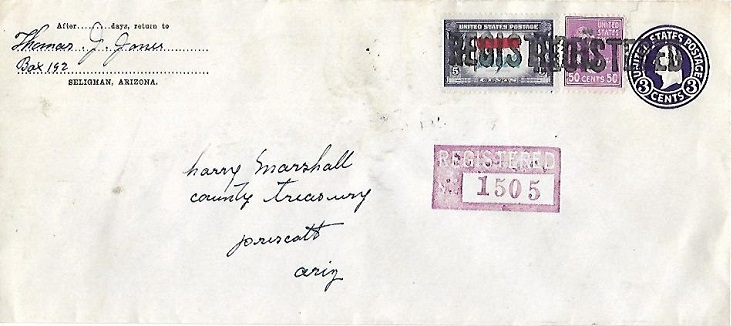 After..........days, return to
Thomas J. Jones
Box 192
SELIGMAN, ARIZONA.
UNITED STATES POSTAGE
5
UNITED
STATES
50 CENTS 50
REGISTERED
REGISTERED
UNITED STATES POSTAGE
3 CENTS 3
REGISTERED
1505
harry Marshall
county treasury
prescott
ariz